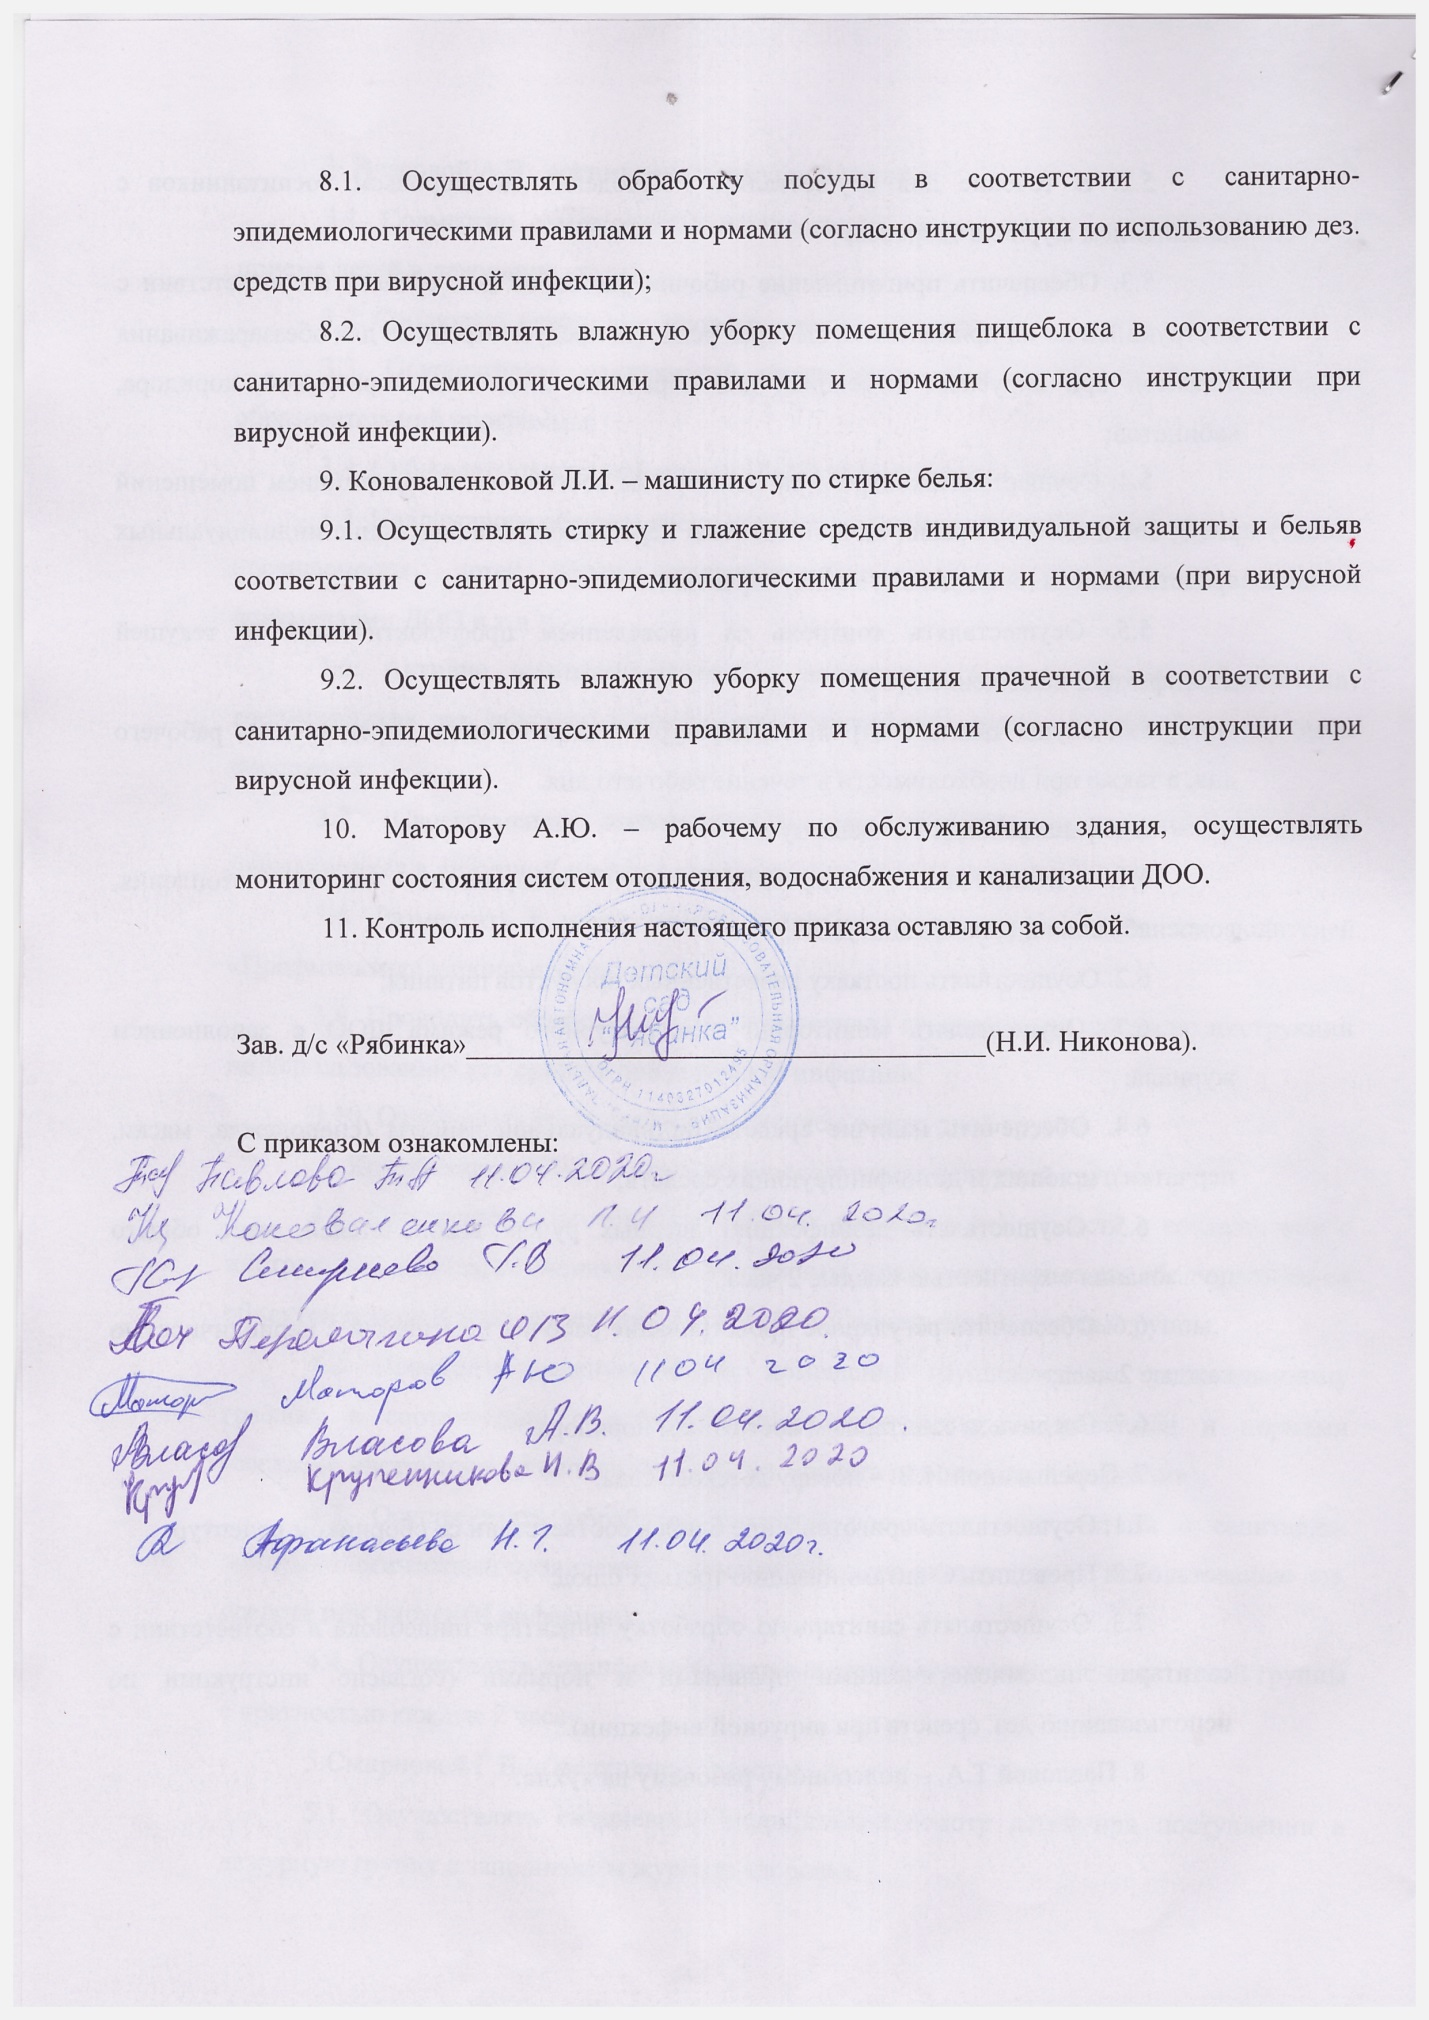 8.1. Осуществлять обработку посуды в соответствии с санитарно-
эпидемиологическими правилами и нормами (согласно инструкции по использованию дез.
средств при вирусной инфекции);
8.2. Осуществлять влажную уборку помещения пищеблока в соответствии с
санитарно-эпидемиологическими правилами и нормами (согласно инструкции при
вирусной инфекции).
9. Коноваленковой Л.И. – машинисту по стирке белья:
9.1. Осуществлять стирку и глажение средств индивидуальной защиты и бельяв
соответствии с санитарно-эпидемиологическими правилами и нормами (при вирусной
инфекции).
9.2. Осуществлять влажную уборку помещения прачечной в соответствии с
санитарно-эпидемиологическими правилами и нормами (согласно инструкции при
вирусной инфекции).
10. Маторову А.Ю. – рабочему по обслуживанию здания, осуществлять
мониторинг состояния систем отопления, водоснабжения и канализации ДОО.
11. Контроль исполнения настоящего приказа оставляю за собой.
Детский
сад
"Рябинка"
Зав. д/с «Рябинка»____________________________________(Н.И. Никонова).
С приказом ознакомлены:
Павлова 11.04.2020г
Коноваленкова Л.И 11.04. 2020г
Смирнова Г.В 11.04.2020
11.04.2020.
Маторов А Ю 11 04 2020
Власова А.В. 11.04.2020.
Крупенникова Н.В 11.04. 2020
Афанасьева Н.Г. 11.04.2020г.